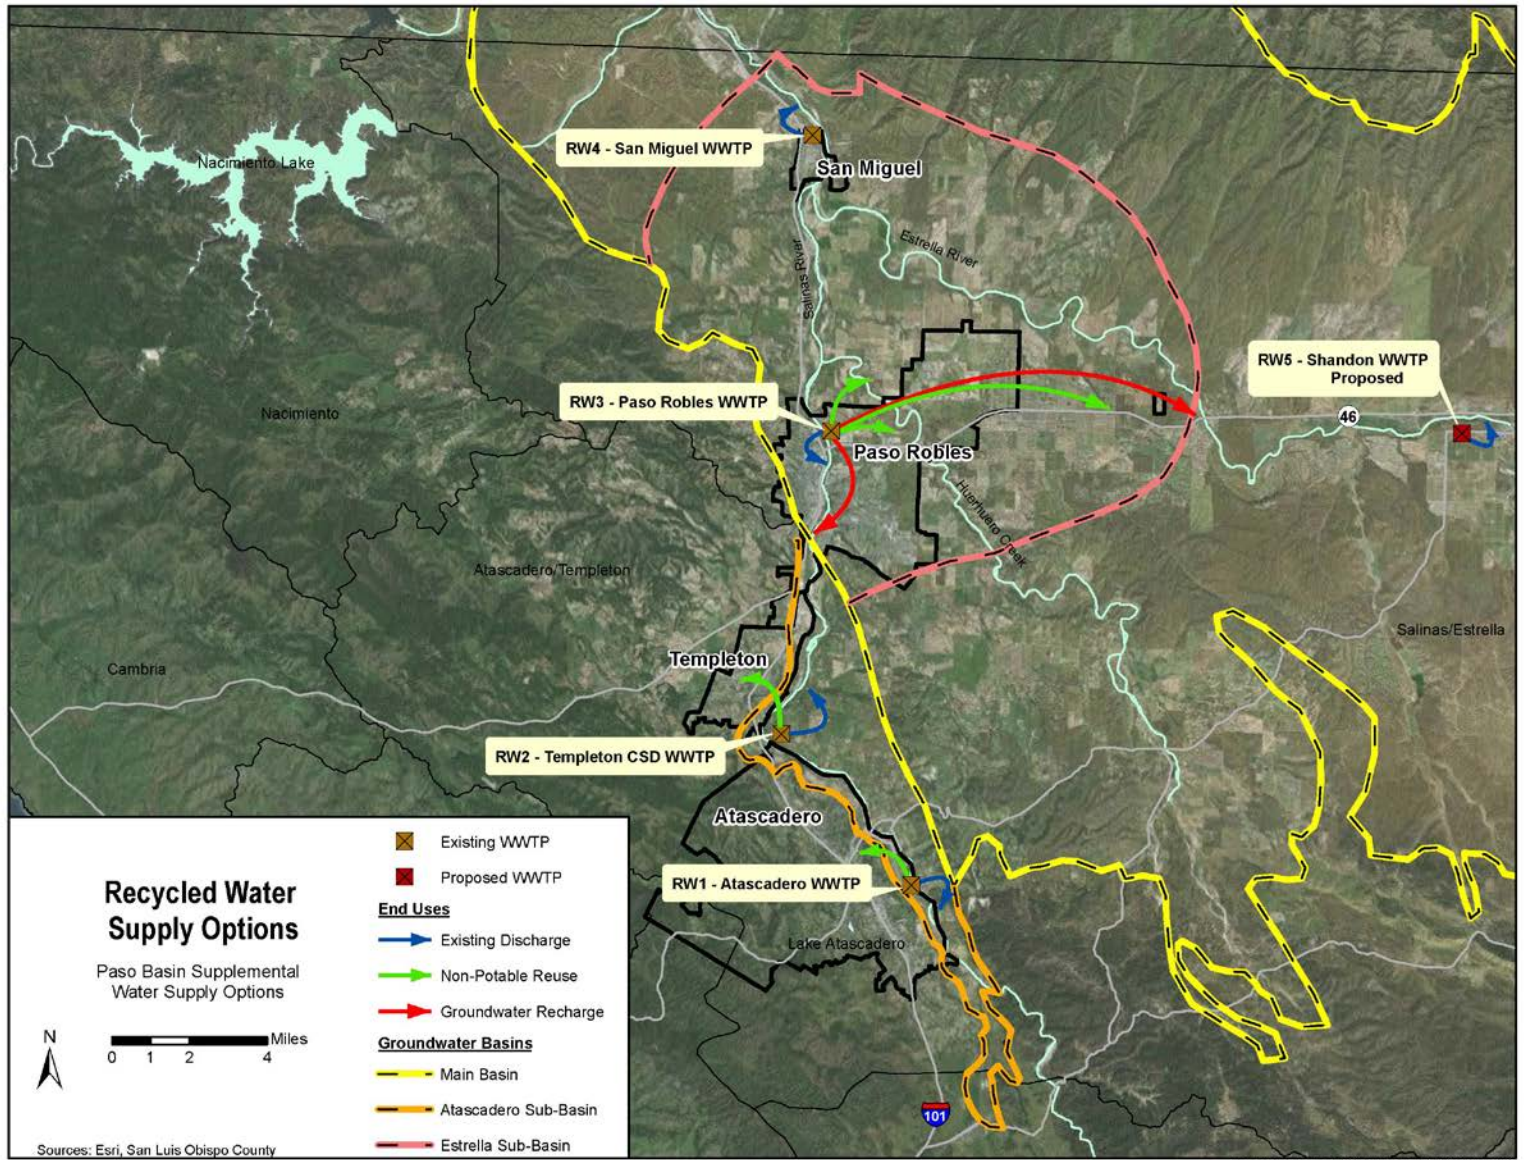 Nacimiento Lake
RW4 - San Miguel WWTP
San Miguel
Estrella River
Salinas River
RW5 - Shandon WWTP
Proposed
RW3 - Paso Robles WWTP
46
Nacimiento
Paso Robles
Huerhuero Creek
Atascadero/Templeton
Salinas/Estrella
Templeton
Cambria
RW2 - Templeton CSD WWTP
Atascadero
RW1 - Atascadero WWTP
Lake Atascadero
101
Recycled Water
Supply Options
Paso Basin Supplemental
Water Supply Options
N
0 1 2 4 Miles
Sources: Esri, San Luis Obispo County
Existing WWTP
Proposed WWTP
End Uses
Existing Discharge
Non-Potable Reuse
Groundwater Recharge
Groundwater Basins
Main Basin
Atascadero Sub-Basin
Estrella Sub-Basin